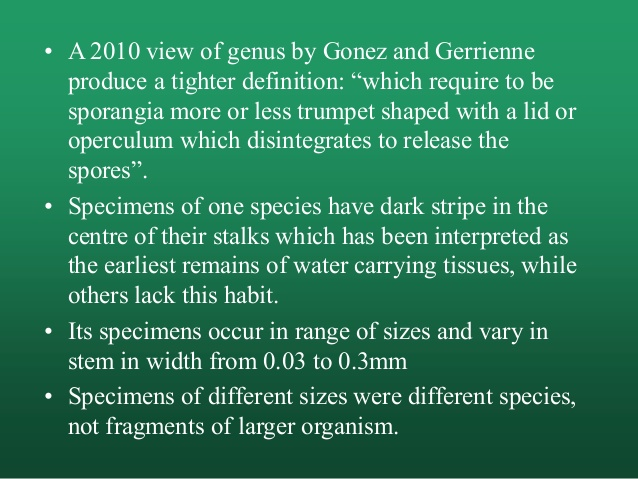 • A 2010 view of genus by Gonez and Gerrienne
produce a tighter definition: “which require to be
sporangia more or less trumpet shaped with a lid or
operculum which disintegrates to release the
spores”.
• Specimens of one species have dark stripe in the
centre of their stalks which has been interpreted as
the earliest remains of water carrying tissues, while
others lack this habit.
• Its specimens occur in range of sizes and vary in
stem in width from 0.03 to 0.3mm
• Specimens of different sizes were different species,
not fragments of larger organism.